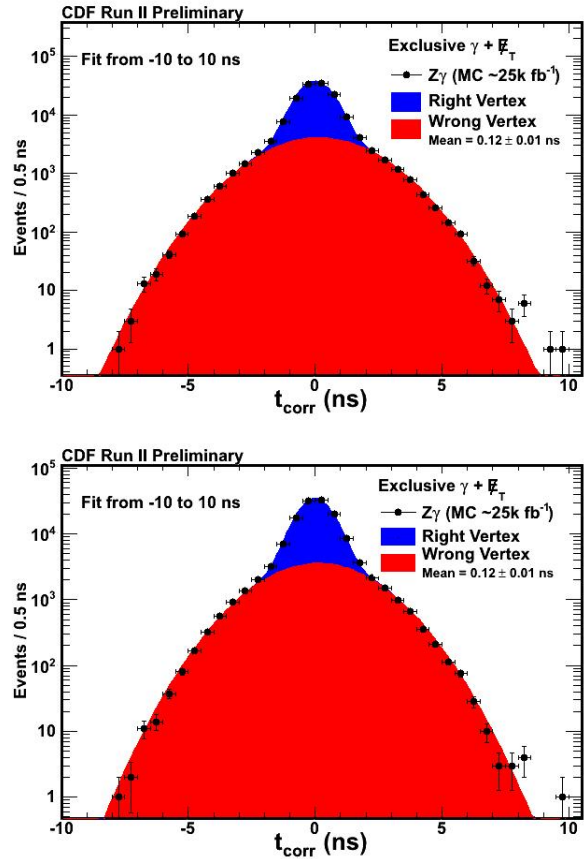 CDF Run II Preliminary
Exclusive γ + E̸_T
Fit from -10 to 10 ns
Zγ (MC ~25k fb⁻¹)
Right Vertex
Wrong Vertex
Mean = 0.12 ± 0.01 ns
Events / 0.5 ns
10⁵
10⁴
10³
10²
10
1
-10 -5 0 5 10
t_corr (ns)
CDF Run II Preliminary
Exclusive γ + E̸_T
Fit from -10 to 10 ns
Zγ (MC ~25k fb⁻¹)
Right Vertex
Wrong Vertex
Mean = 0.12 ± 0.01 ns
Events / 0.5 ns
10⁵
10⁴
10³
10²
10
1
-10 -5 0 5 10
t_corr (ns)